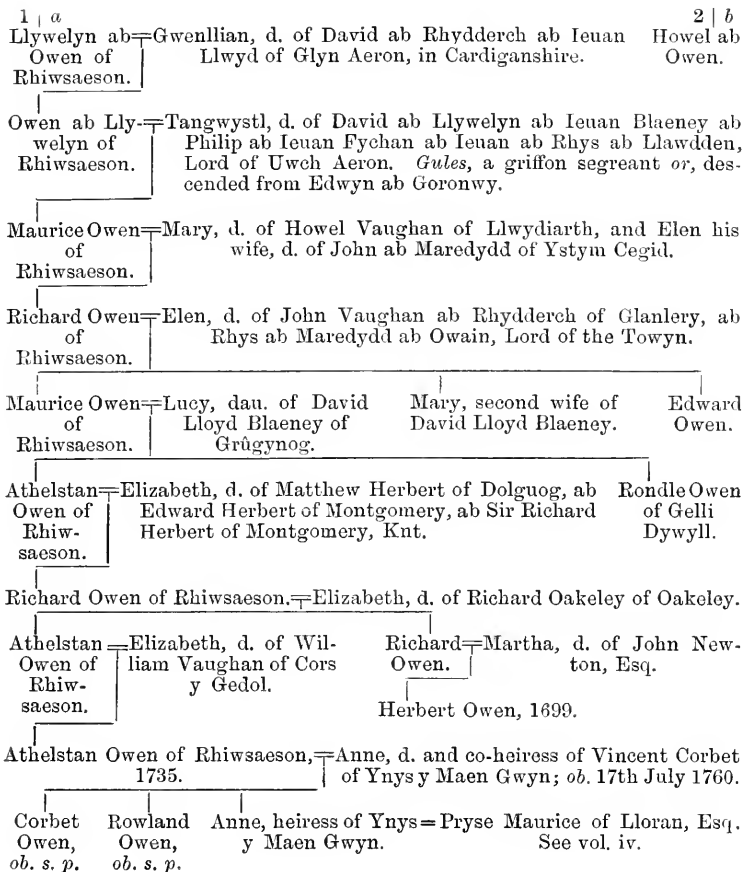 1 | a 2 | b
Llywelyn ab=Gwenllian, d. of David ab Rhydderch ab Ieuan Howel ab
Owen of Llwyd of Glyn Aeron, in Cardiganshire. Owen.
Rhiwsaeson.
Owen ab Lly-=Tangwystl, d. of David ab Llywelyn ab Ieuan Blaeney ab
welyn of Philip ab Ieuan Fychan ab Ieuan ab Rhys ab Llawdden,
Rhiwsaeson. Lord of Uwch Aeron. Gules, a griffon segreant or, des-
cended from Edwyn ab Goronwy.
Maurice Owen=Mary, d. of Howel Vaughan of Llwydiarth, and Elen his
of wife, d. of John ab Maredydd of Ystym Cegid.
Rhiwsaeson.
Richard Owen=Elen, d. of John Vaughan ab Rhydderch of Glanlery, ab
of Rhys ab Maredydd ab Owain, Lord of the Towyn.
Rhiwsaeson.
Maurice Owen=Lucy, dau. of David Mary, second wife of Edward
of Lloyd Blaeney of David Lloyd Blaeney. Owen.
Rhiwsaeson. Grûgynog.
Athelstan=Elizabeth, d. of Matthew Herbert of Dolguog, ab Rondle Owen
Owen of Edward Herbert of Montgomery, ab Sir Richard of Gelli
Rhiw- Herbert of Montgomery, Knt. Dywyll.
saeson.
Richard Owen of Rhiwsaeson.=Elizabeth, d. of Richard Oakeley of Oakeley.
Athelstan=Elizabeth, d. of Wil- Richard=Martha, d. of John New-
Owen of liam Vaughan of Cors Owen. ton, Esq.
Rhiw- y Gedol.
saeson. Herbert Owen, 1699.
Athelstan Owen of Rhiwsaeson,=Anne, d. and co-heiress of Vincent Corbet
1735. of Ynys y Maen Gwyn; ob. 17th July 1760.
Corbet Rowland Anne, heiress of Ynys=Pryse Maurice of Lloran, Esq.
Owen, Owen, y Maen Gwyn. See vol. iv.
ob. s. p. ob. s. p.